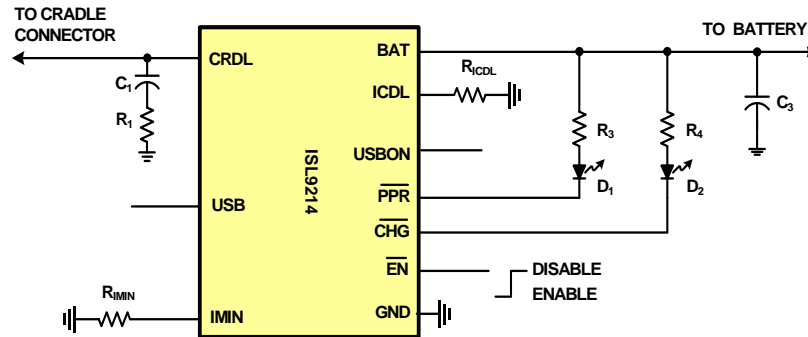 TO CRADLE
CONNECTOR
TO BATTERY
CRDL
BAT
C1
R1
ICDL
RICDL
R3
R4
C3
ISL9214
USBON
D1
D2
USB
PPR
CHG
EN
DISABLE
ENABLE
RIMIN
IMIN
GND